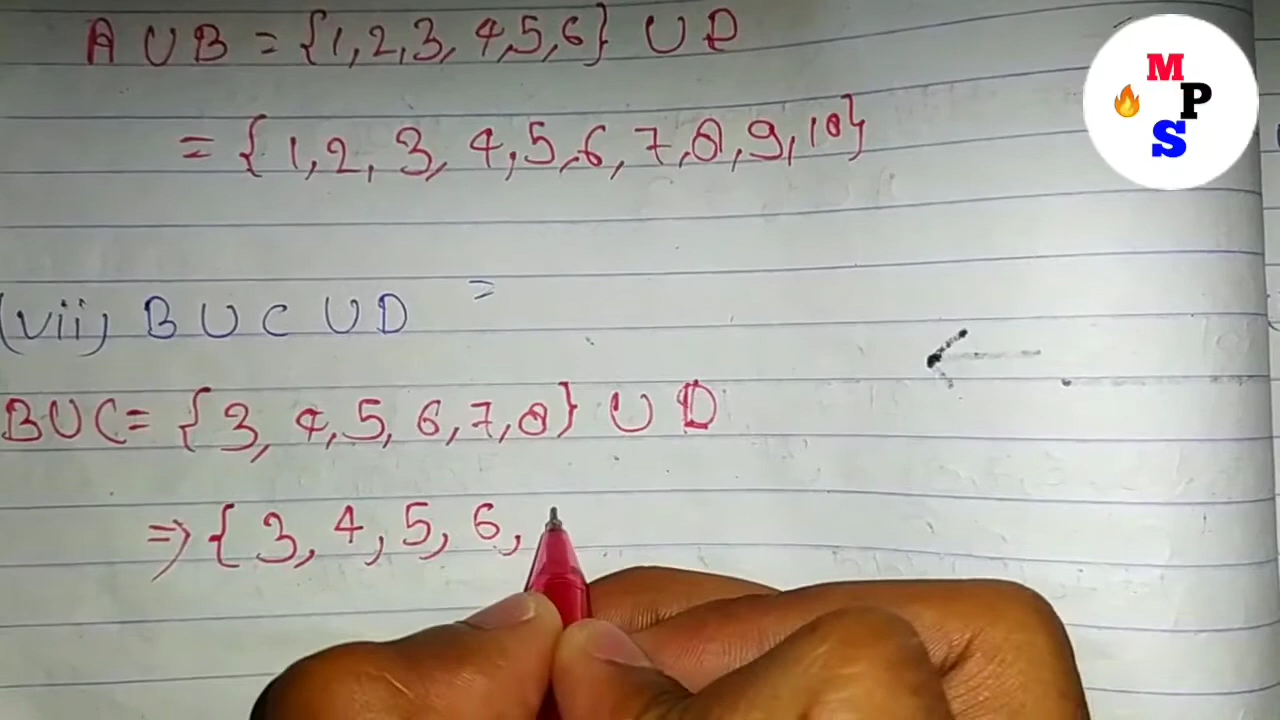 A U B = {1,2,3, 4,5,6} U D
= {1,2, 3, 4,5,6,7,8,9,10}
M
P
S
(vii) B U C U D =
BUC= {3, 4,5,6,7,8} U D
=> { 3, 4, 5, 6,